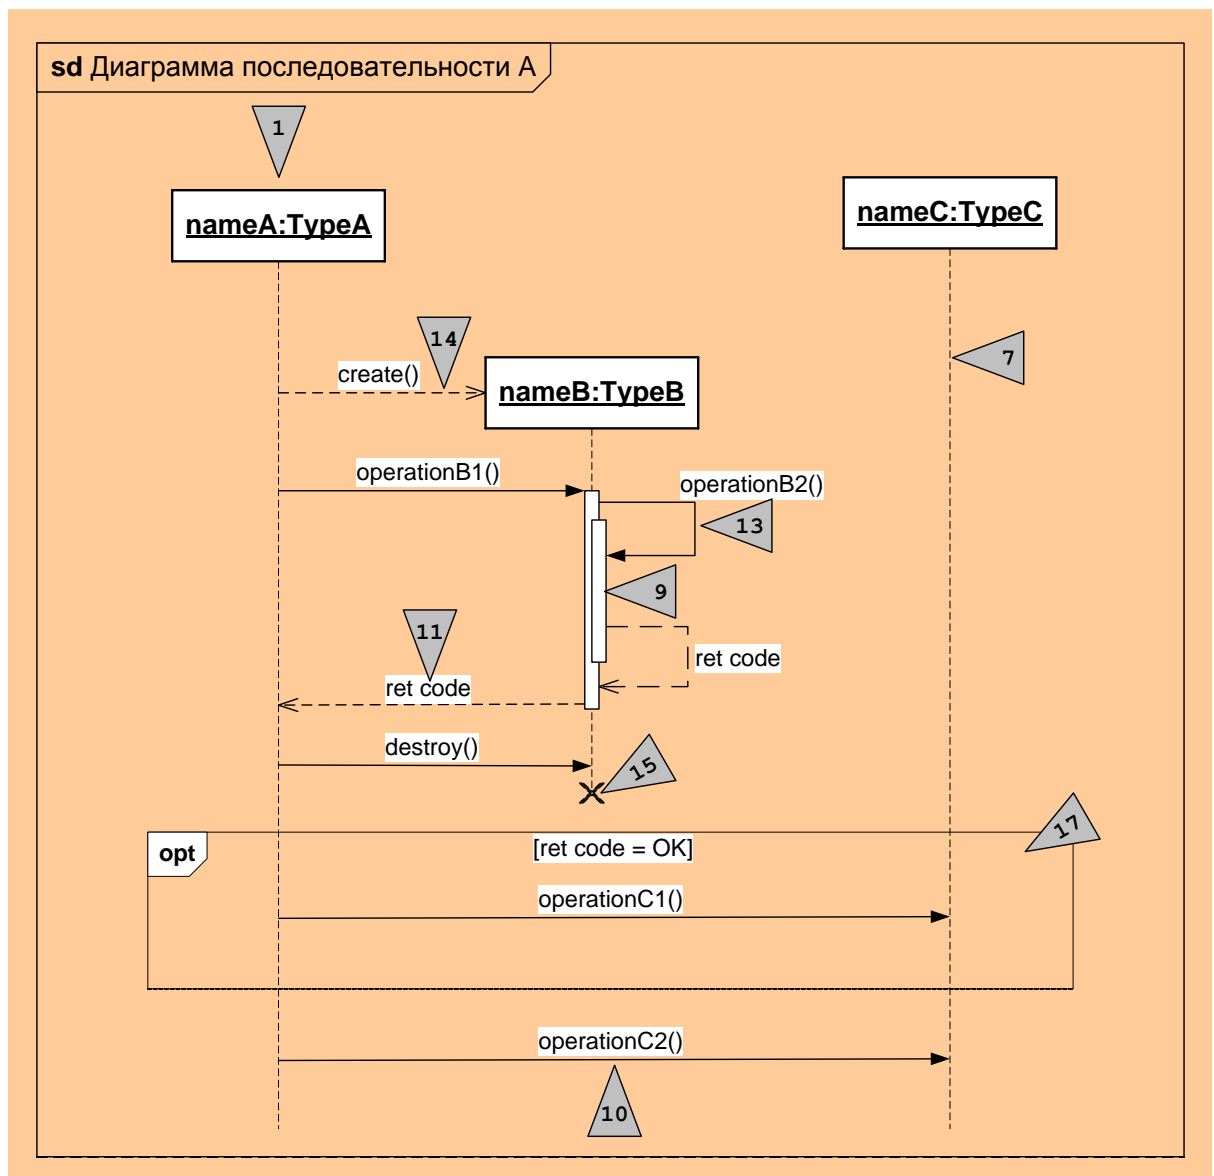 sd Диаграмма последовательности A
1
nameA:TypeA
nameC:TypeC
14
7
create()
nameB:TypeB
operationB1()
operationB2()
13
9
11
ret code
ret code
destroy()
15
17
opt
[ret code = OK]
operationC1()
operationC2()
10